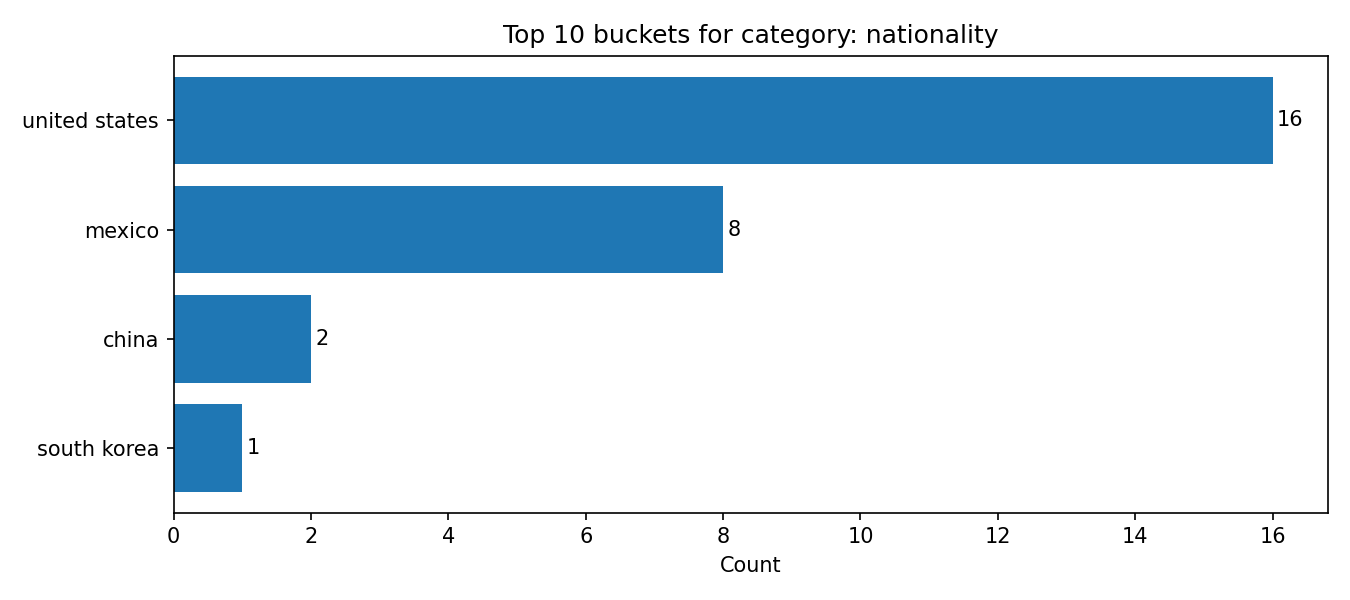 Top 10 buckets for category: nationality
united states
16
mexico
8
china
2
south korea
1
0 2 4 6 8 10 12 14 16
Count